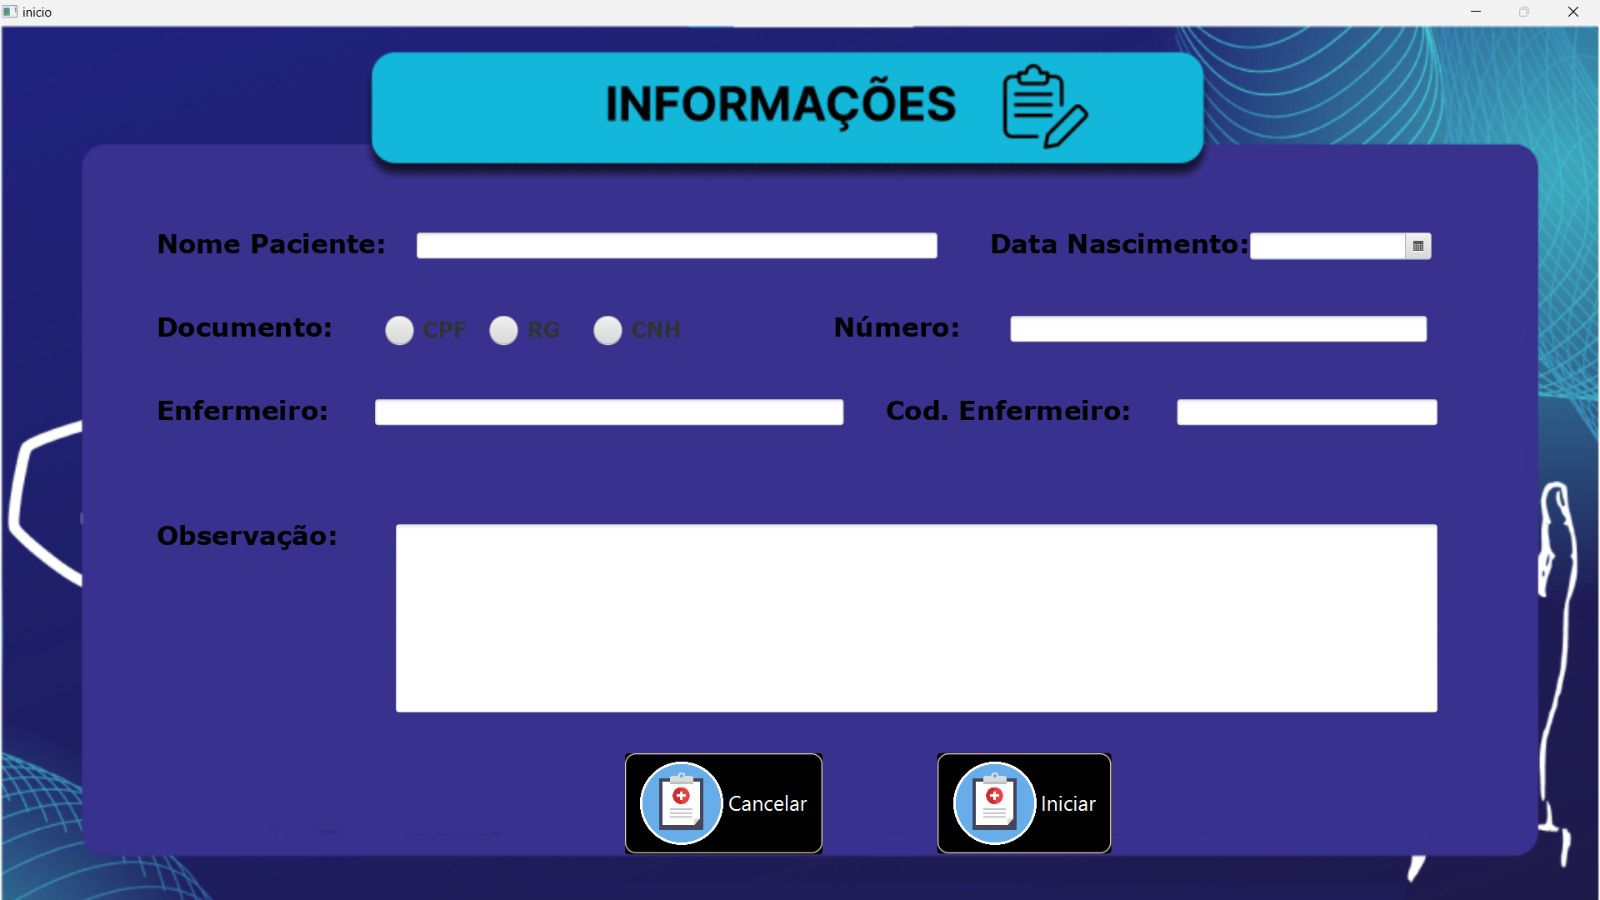 inicio
INFORMAÇÕES
Nome Paciente: Data Nascimento:
Documento: CPF RG CNH Número:
Enfermeiro: Cod. Enfermeiro:
Observação:
Cancelar Iniciar